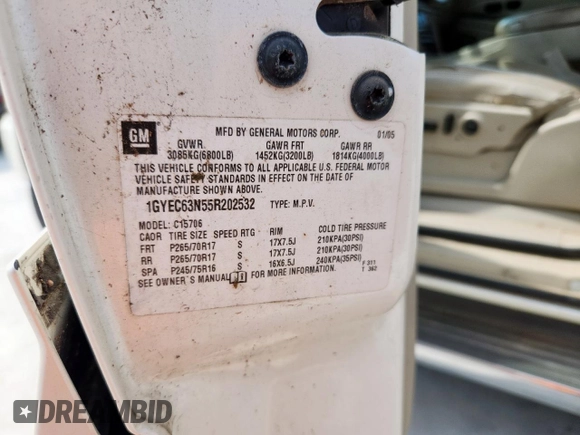 GM
MFD BY GENERAL MOTORS CORP. 01/05
GVWR GAWR FRT GAWR RR
3085KG(6800LB) 1452KG(3200LB) 1814KG(4000LB)
THIS VEHICLE CONFORMS TO ALL APPLICABLE U.S. FEDERAL MOTOR
VEHICLE SAFETY STANDARDS IN EFFECT ON THE DATE OF
MANUFACTURE SHOWN ABOVE.
1GYEC63N55R202532 TYPE: M.P.V.
MODEL: C15706
CAOR TIRE SIZE SPEED RTG RIM COLD TIRE PRESSURE
FRT P265/70R17 S 17X7.5J 210KPA(30PSI)
RR P265/70R17 S 17X7.5J 210KPA(30PSI)
SPA P245/75R16 S 16X6.5J 240KPA(35PSI) F 311
SEE OWNER'S MANUAL FOR MORE INFORMATION. T 362
DREAMBID